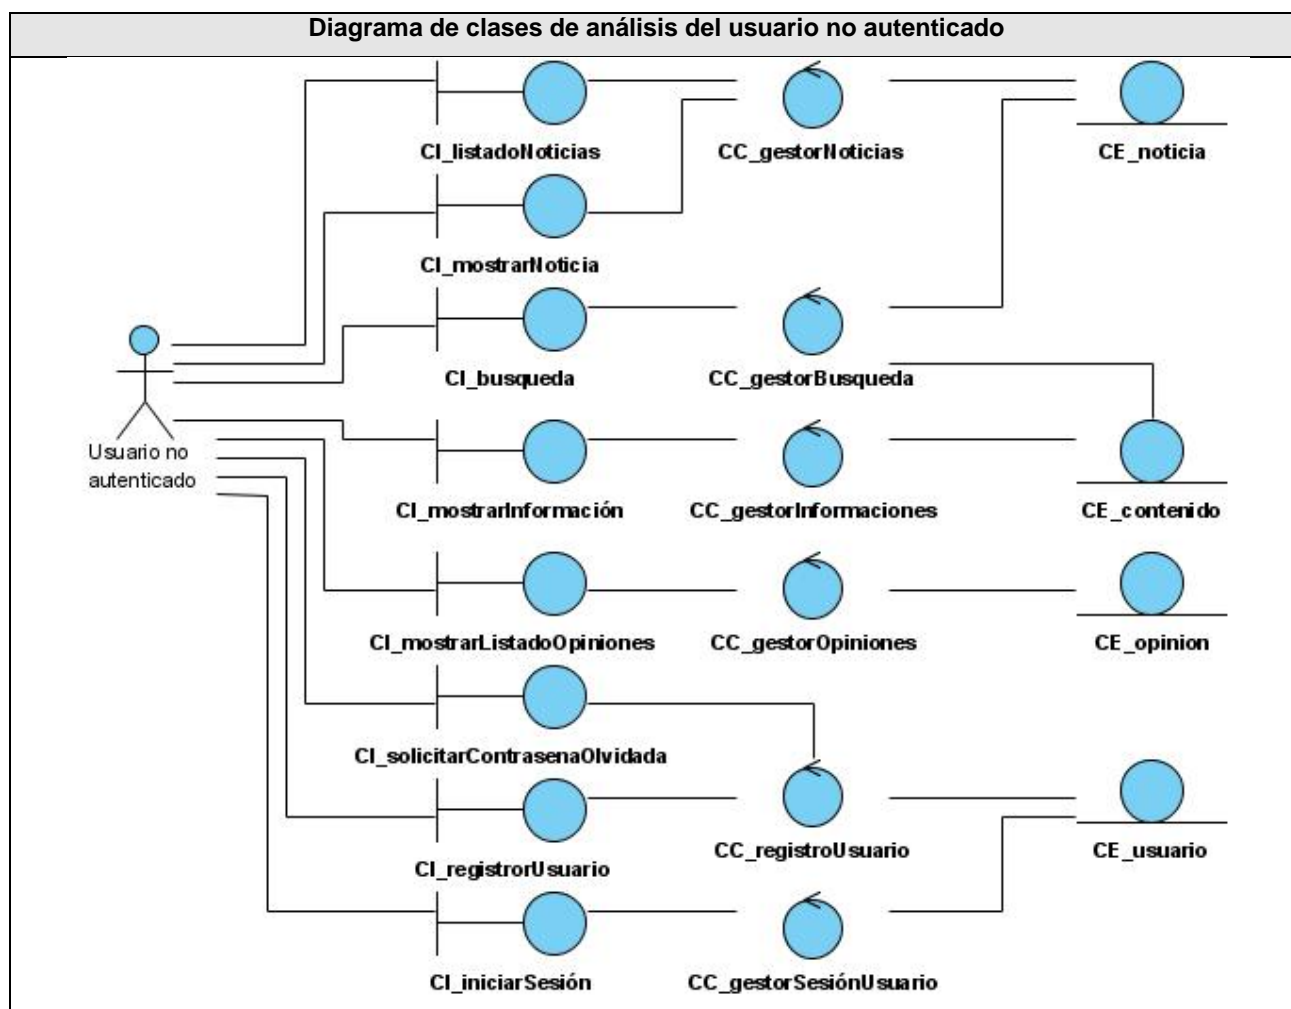 Diagrama de clases de análisis del usuario no autenticado
CI_listadoNoticias
CC_gestorNoticias
CE_noticia
CI_mostrarNoticia
CI_busqueda
CC_gestorBusqueda
Usuario no
autenticado
CI_mostrarInformación
CC_gestorInformaciones
CE_contenido
CI_mostrarListadoOpiniones
CC_gestorOpiniones
CE_opinion
CI_solicitarContrasenaOlvidada
CI_registrorUsuario
CC_registroUsuario
CE_usuario
CI_iniciarSesión
CC_gestorSesiónUsuario